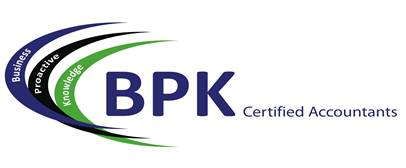 Business
Proactive
Knowledge
BPK Certified Accountants